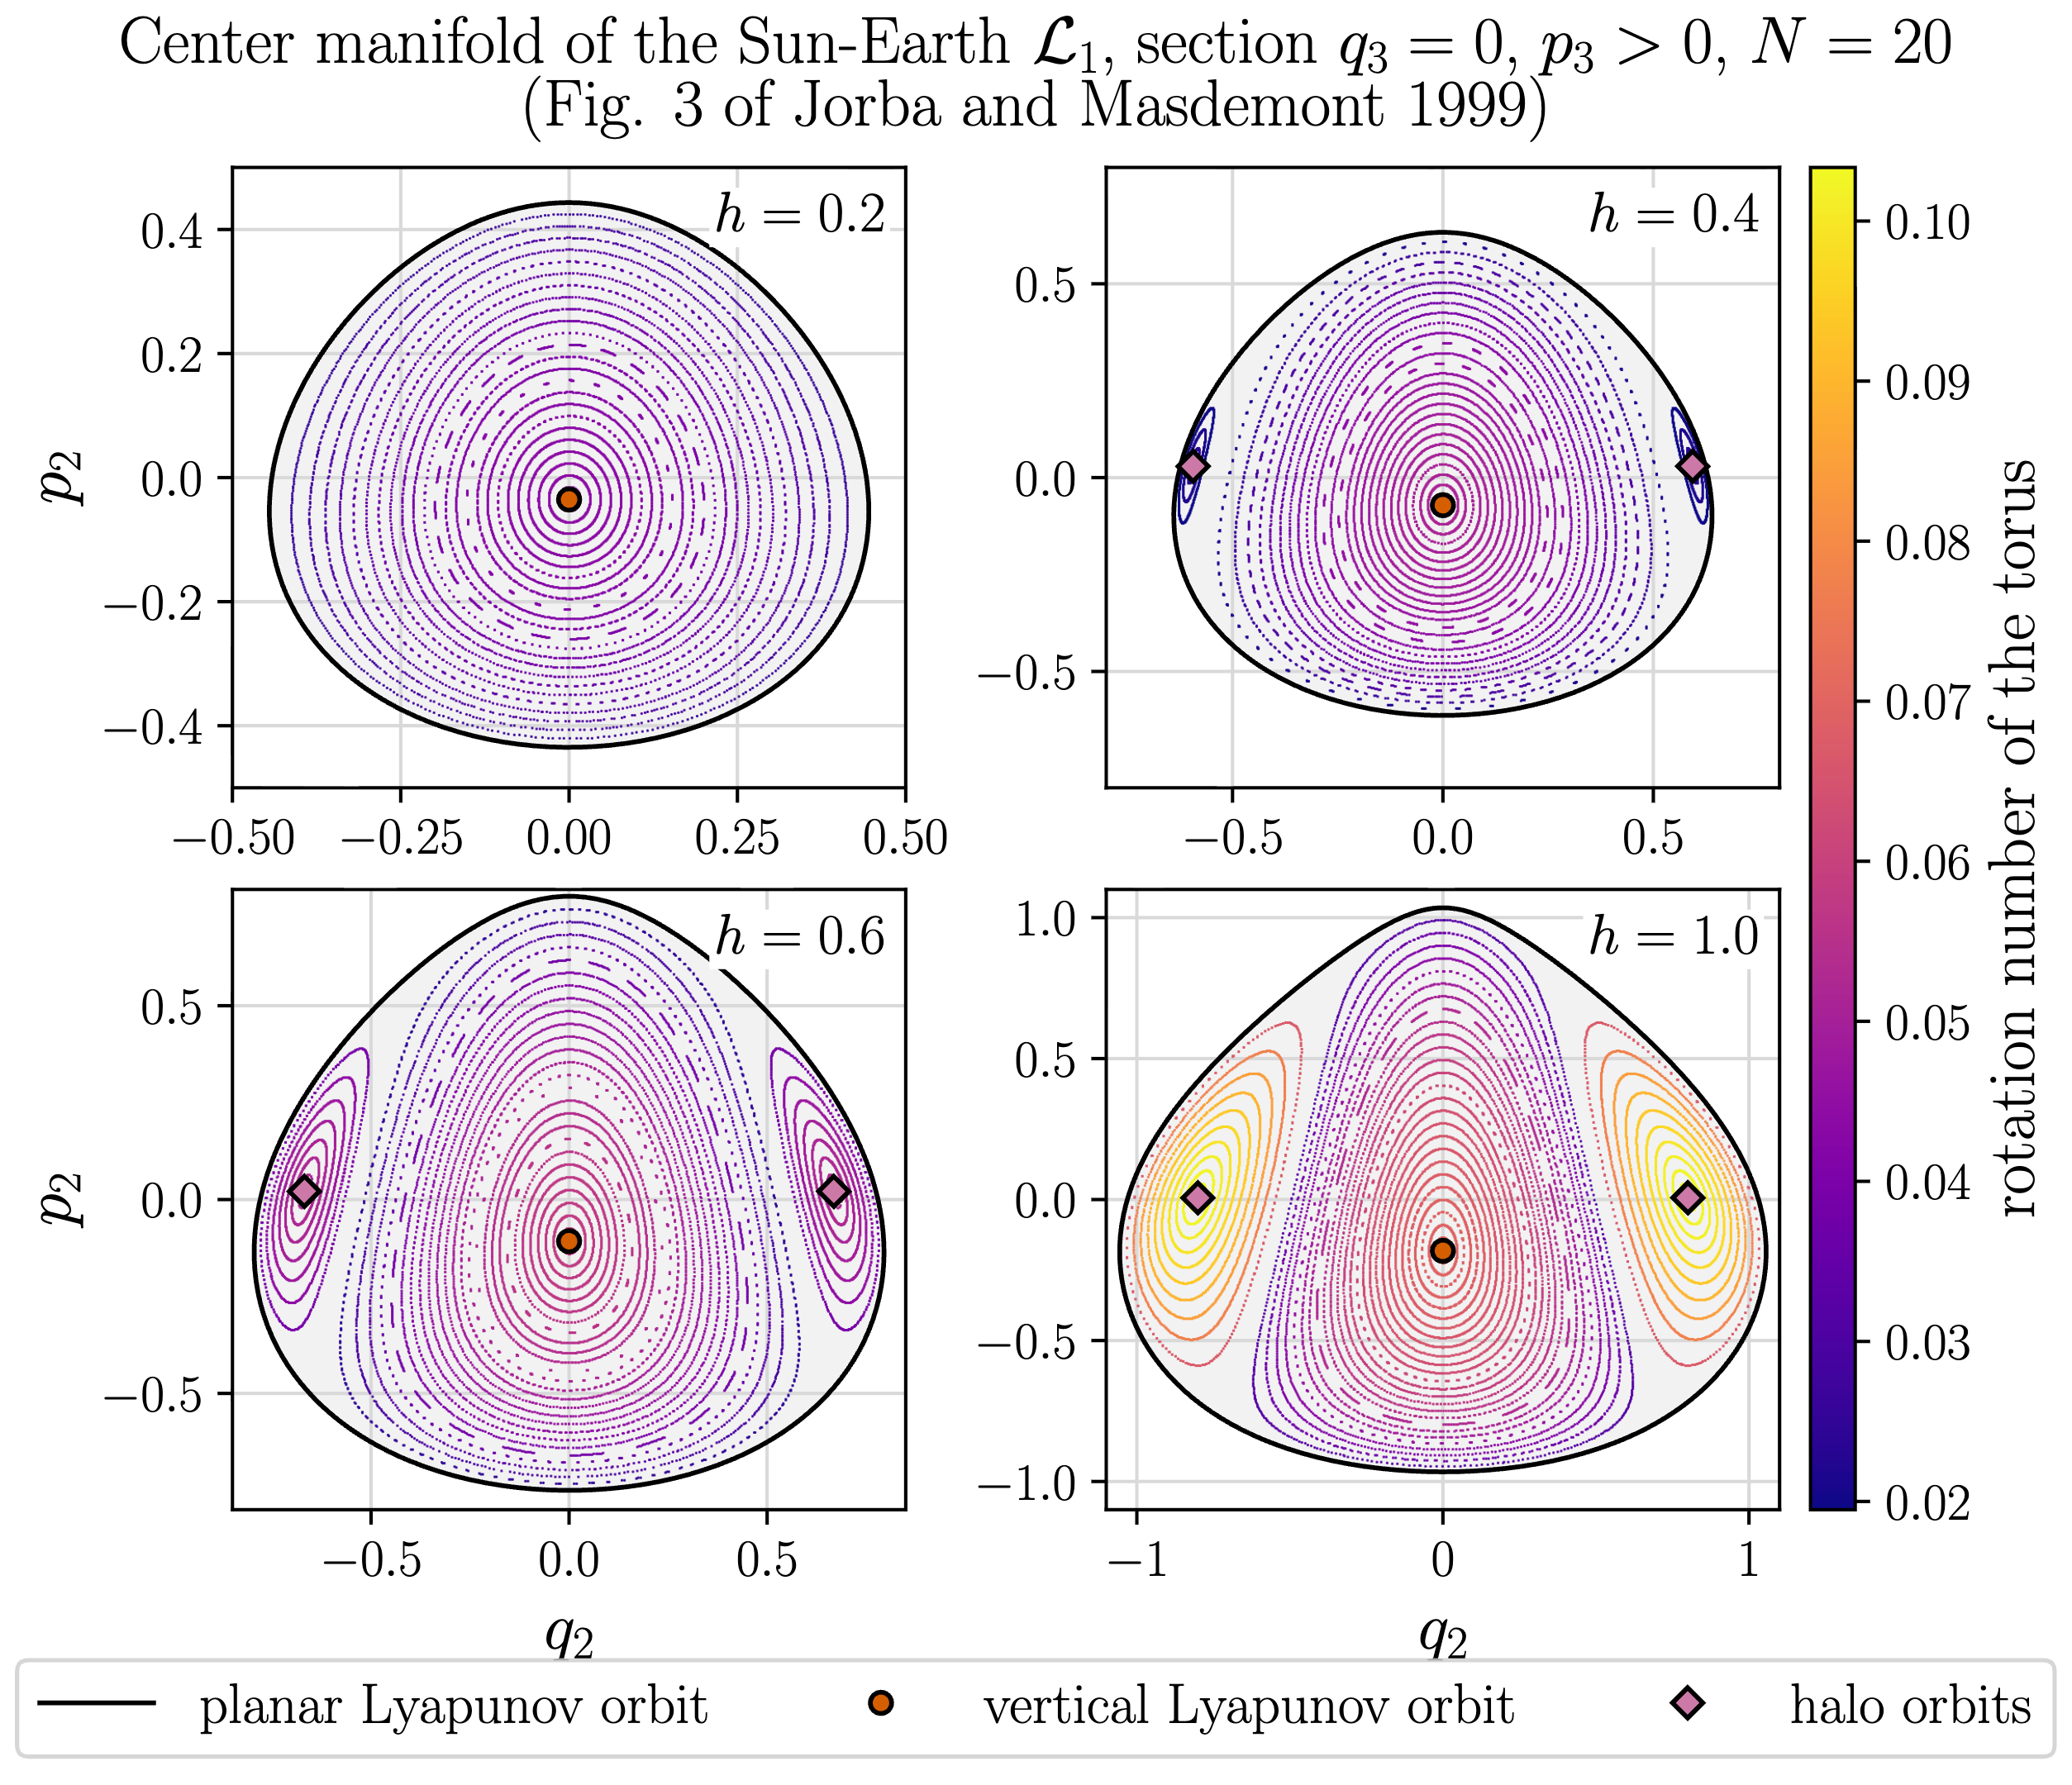 Center manifold of the Sun-Earth 𝓛₁, section q₃ = 0, p₃ > 0, N = 20
(Fig. 3 of Jorba and Masdemont 1999)
h = 0.2
0.4
0.2
0.0
−0.2
−0.4
p₂
−0.50 −0.25 0.00 0.25 0.50
h = 0.4
0.5
0.0
−0.5
−0.5 0.0 0.5
h = 0.6
0.5
0.0
−0.5
p₂
−0.5 0.0 0.5
q₂
h = 1.0
1.0
0.5
0.0
−0.5
−1.0
−1 0 1
q₂
0.10
0.09
0.08
0.07
0.06
0.05
0.04
0.03
0.02
rotation number of the torus
planar Lyapunov orbit vertical Lyapunov orbit halo orbits